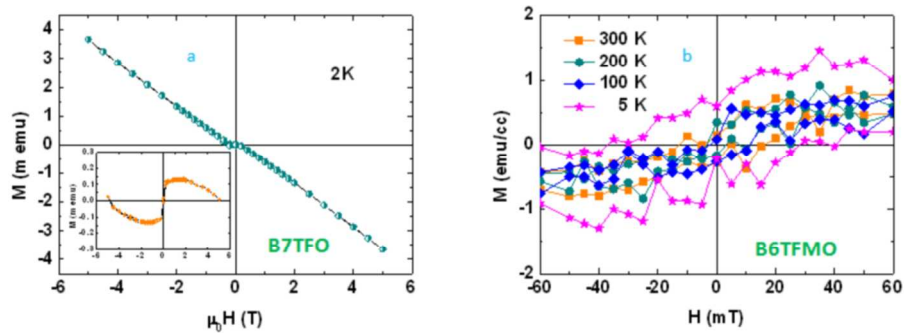 a
2K
B7TFO
M (m emu)
4
3
2
1
0
-1
-2
-3
-4
-6 -4 -2 0 2 4 6
μ₀H (T)
M (m emu)
0.3
0.2
0.1
0.0
-0.1
-0.2
-0.3
-6 -4 -2 0 2 4 6
b
300 K
200 K
100 K
5 K
B6TFMO
M (emu/cc)
2
1
0
-1
-2
-60 -40 -20 0 20 40 60
H (mT)